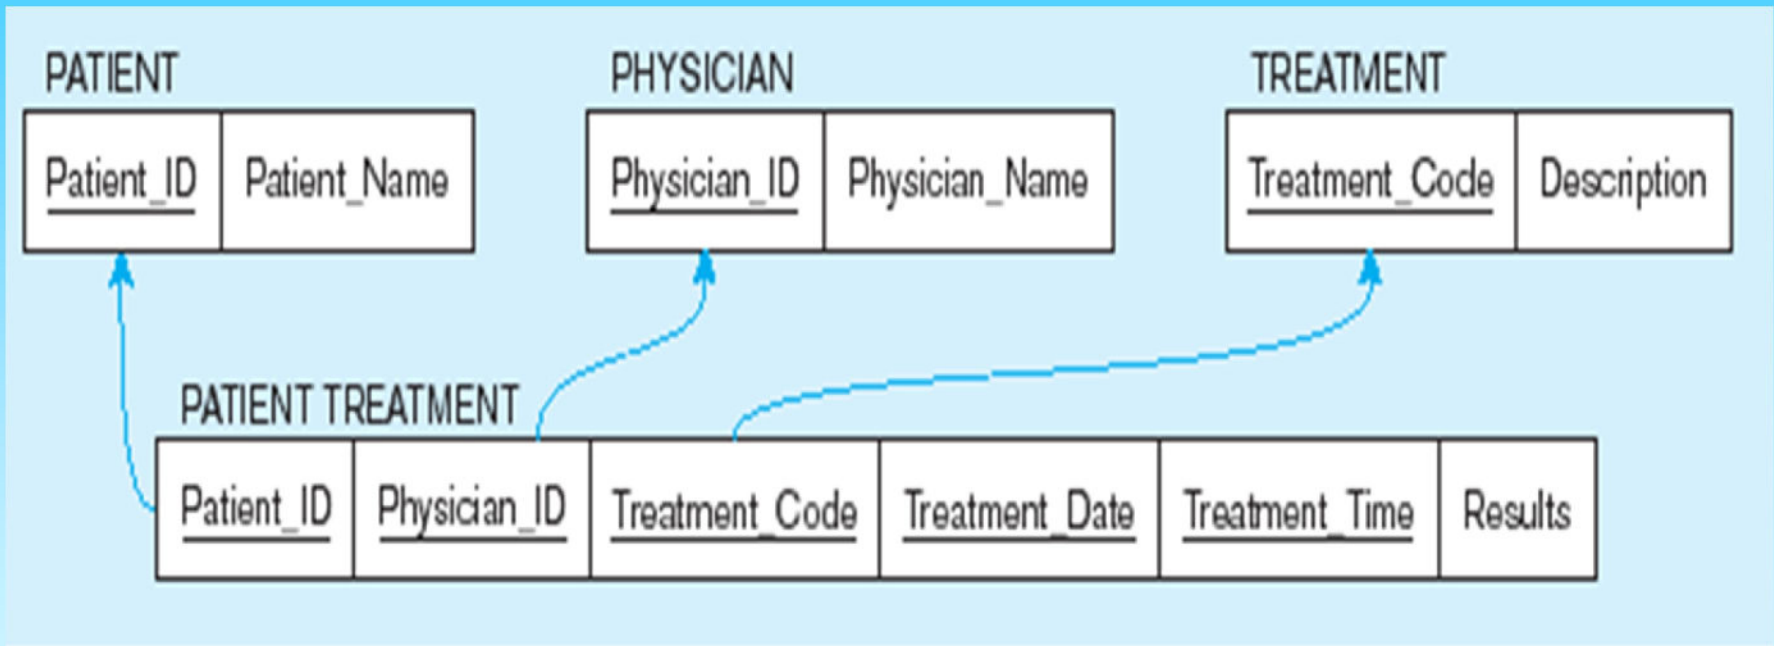 PATIENT
Patient_ID Patient_Name
PHYSICIAN
Physician_ID Physician_Name
TREATMENT
Treatment_Code Description
PATIENT TREATMENT
Patient_ID Physician_ID Treatment_Code Treatment_Date Treatment_Time Results